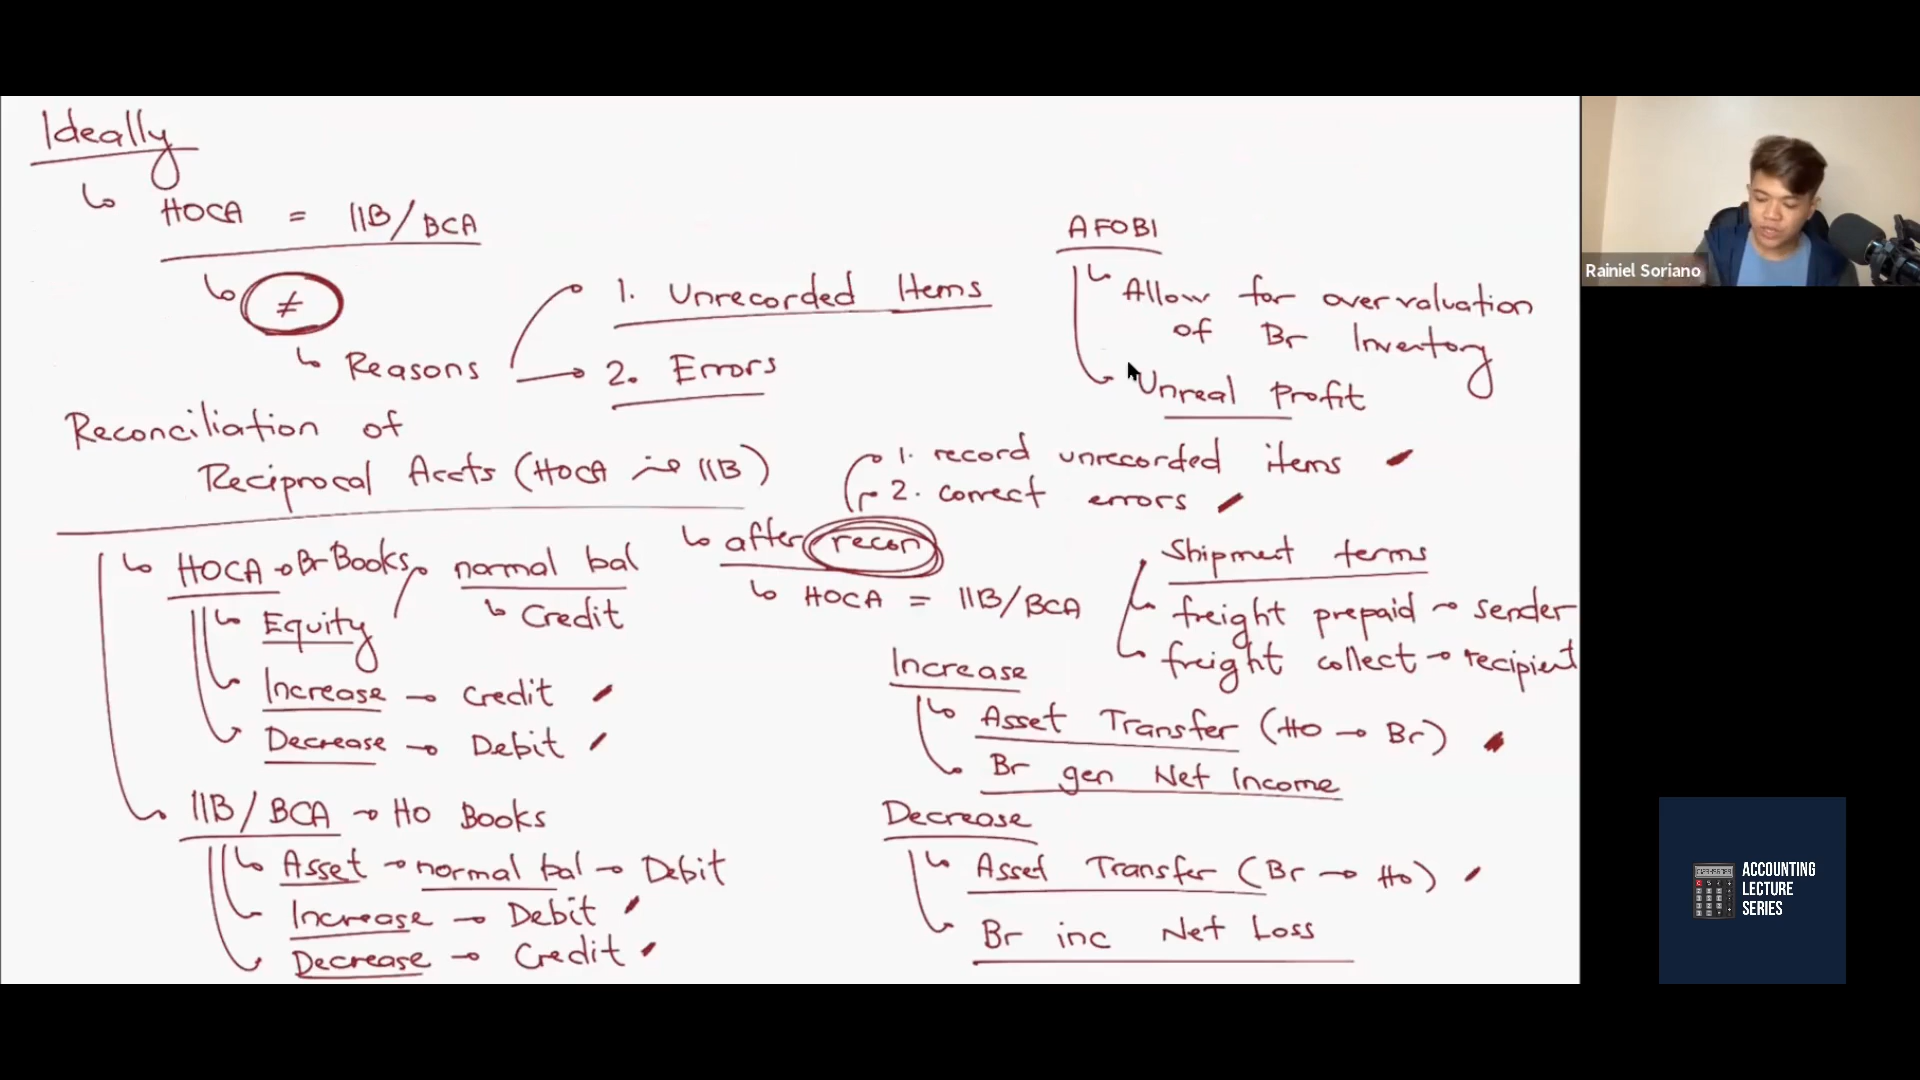 Ideally
↳ HOCA = IIB/BCA
↳ ≠
↳ Reasons
1. Unrecorded Items
2. Errors
Reconciliation of
Reciprocal Accts (HOCA → IIB)
↳ HOCA → Br Books → normal bal
↳ Credit
↳ Equity
↳ Increase → Credit
↳ Decrease → Debit
↳ IIB/BCA → HO Books
↳ Asset → normal bal → Debit
↳ Increase → Debit
↳ Decrease → Credit
AFOBI
↳ Allow for overvaluation
of Br Inventory
↳ Unreal Profit
1. record unrecorded items
2. correct errors
↳ after recon
↳ HOCA = IIB/BCA
Shipment terms
↳ freight prepaid → sender
↳ freight collect → recipient
Increase
↳ Asset Transfer (HO → Br)
↳ Br gen Net Income
Decrease
↳ Asset Transfer (Br → HO)
↳ Br inc Net Loss
Rainiel Soriano
ACCOUNTING
LECTURE
SERIES